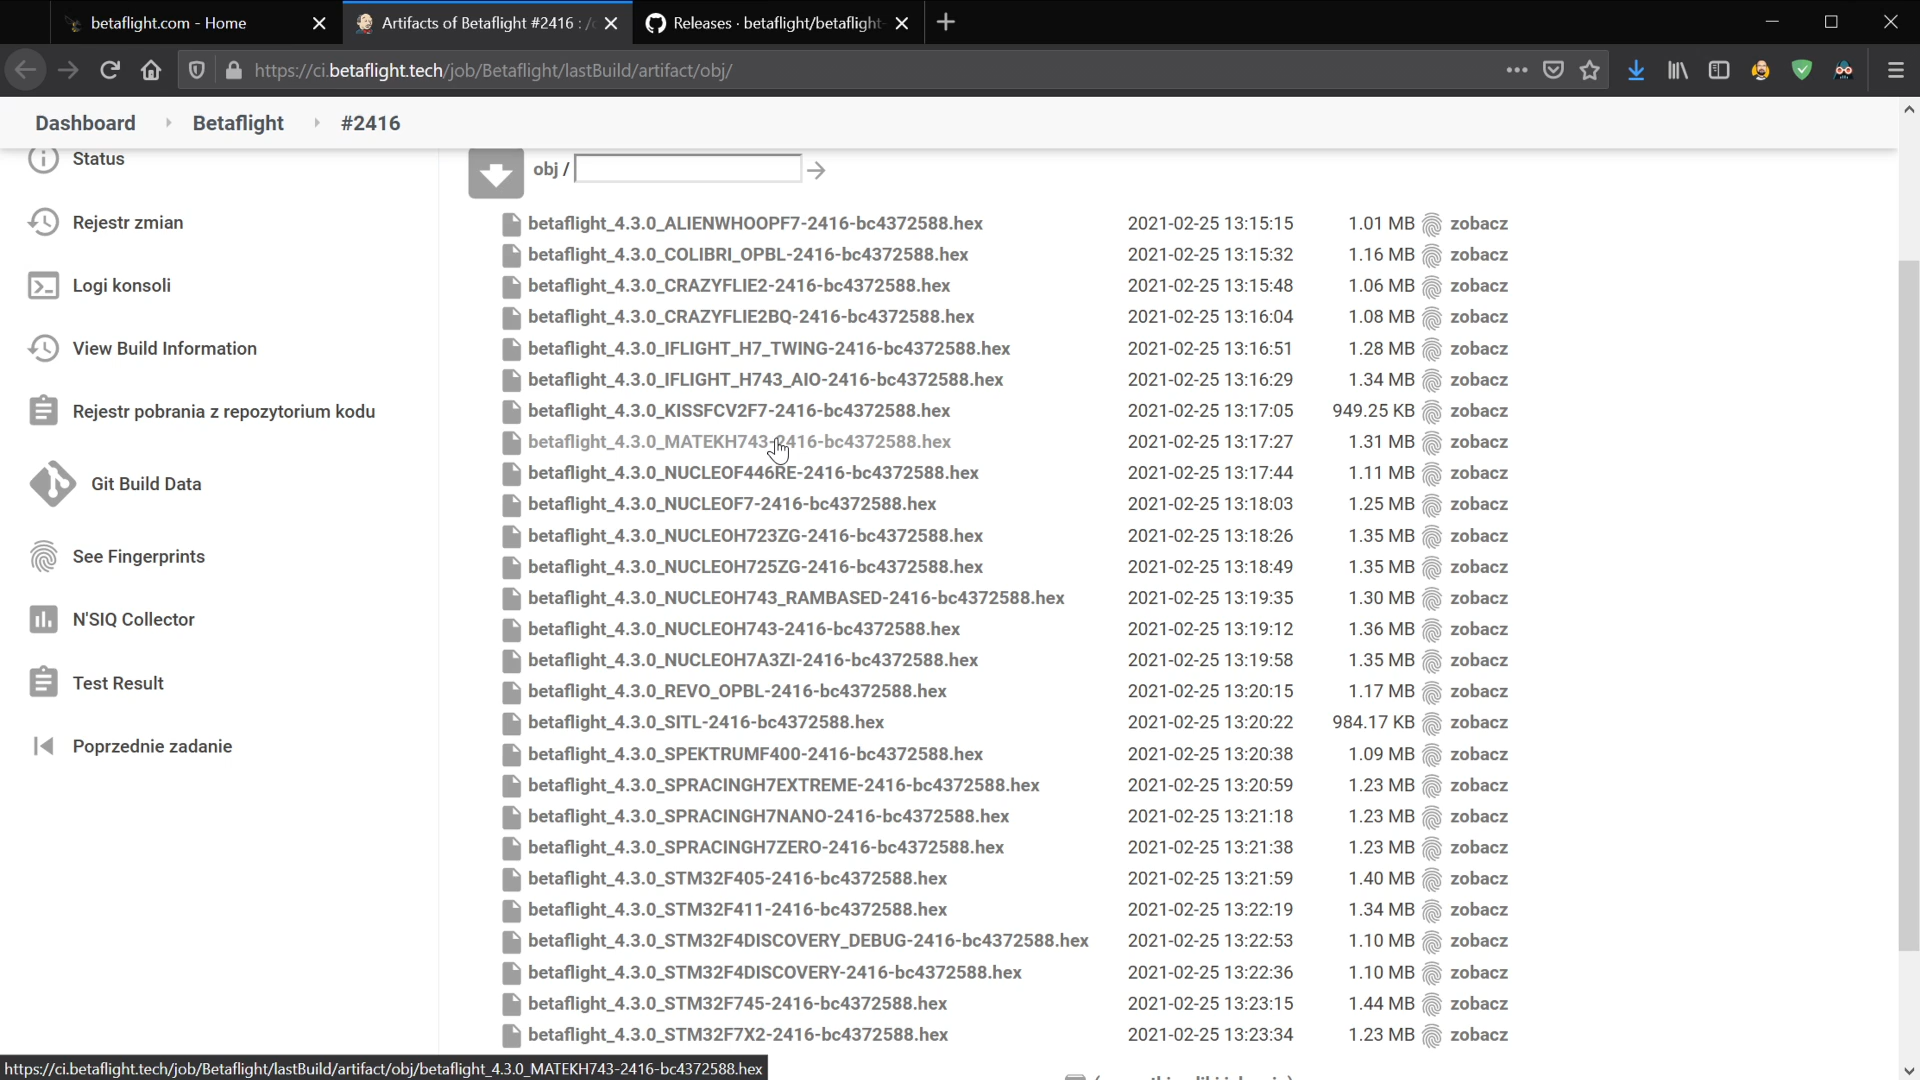 betaflight.com - Home
Artifacts of Betaflight #2416 : /
Releases · betaflight/betaflight
https://ci.betaflight.tech/job/Betaflight/lastBuild/artifact/obj/
Dashboard Betaflight #2416
Status
Rejestr zmian
Logi konsoli
View Build Information
Rejestr pobrania z repozytorium kodu
Git Build Data
See Fingerprints
N'SIQ Collector
Test Result
Poprzednie zadanie
obj /
betaflight_4.3.0_ALIENWHOOPF7-2416-bc4372588.hex 2021-02-25 13:15:15 1.01 MB zobacz
betaflight_4.3.0_COLIBRI_OPBL-2416-bc4372588.hex 2021-02-25 13:15:32 1.16 MB zobacz
betaflight_4.3.0_CRAZYFLIE2-2416-bc4372588.hex 2021-02-25 13:15:48 1.06 MB zobacz
betaflight_4.3.0_CRAZYFLIE2BQ-2416-bc4372588.hex 2021-02-25 13:16:04 1.08 MB zobacz
betaflight_4.3.0_IFLIGHT_H7_TWING-2416-bc4372588.hex 2021-02-25 13:16:51 1.28 MB zobacz
betaflight_4.3.0_IFLIGHT_H743_AIO-2416-bc4372588.hex 2021-02-25 13:16:29 1.34 MB zobacz
betaflight_4.3.0_KISSFCV2F7-2416-bc4372588.hex 2021-02-25 13:17:05 949.25 KB zobacz
betaflight_4.3.0_MATEKH743-2416-bc4372588.hex 2021-02-25 13:17:27 1.31 MB zobacz
betaflight_4.3.0_NUCLEOF446RE-2416-bc4372588.hex 2021-02-25 13:17:44 1.11 MB zobacz
betaflight_4.3.0_NUCLEOF7-2416-bc4372588.hex 2021-02-25 13:18:03 1.25 MB zobacz
betaflight_4.3.0_NUCLEOH723ZG-2416-bc4372588.hex 2021-02-25 13:18:26 1.35 MB zobacz
betaflight_4.3.0_NUCLEOH725ZG-2416-bc4372588.hex 2021-02-25 13:18:49 1.35 MB zobacz
betaflight_4.3.0_NUCLEOH743_RAMBASED-2416-bc4372588.hex 2021-02-25 13:19:35 1.30 MB zobacz
betaflight_4.3.0_NUCLEOH743-2416-bc4372588.hex 2021-02-25 13:19:12 1.36 MB zobacz
betaflight_4.3.0_NUCLEOH7A3ZI-2416-bc4372588.hex 2021-02-25 13:19:58 1.35 MB zobacz
betaflight_4.3.0_REVO_OPBL-2416-bc4372588.hex 2021-02-25 13:20:15 1.17 MB zobacz
betaflight_4.3.0_SITL-2416-bc4372588.hex 2021-02-25 13:20:22 984.17 KB zobacz
betaflight_4.3.0_SPEKTRUMF400-2416-bc4372588.hex 2021-02-25 13:20:38 1.09 MB zobacz
betaflight_4.3.0_SPRACINGH7EXTREME-2416-bc4372588.hex 2021-02-25 13:20:59 1.23 MB zobacz
betaflight_4.3.0_SPRACINGH7NANO-2416-bc4372588.hex 2021-02-25 13:21:18 1.23 MB zobacz
betaflight_4.3.0_SPRACINGH7ZERO-2416-bc4372588.hex 2021-02-25 13:21:38 1.23 MB zobacz
betaflight_4.3.0_STM32F405-2416-bc4372588.hex 2021-02-25 13:21:59 1.40 MB zobacz
betaflight_4.3.0_STM32F411-2416-bc4372588.hex 2021-02-25 13:22:19 1.34 MB zobacz
betaflight_4.3.0_STM32F4DISCOVERY_DEBUG-2416-bc4372588.hex 2021-02-25 13:22:53 1.10 MB zobacz
betaflight_4.3.0_STM32F4DISCOVERY-2416-bc4372588.hex 2021-02-25 13:22:36 1.10 MB zobacz
betaflight_4.3.0_STM32F745-2416-bc4372588.hex 2021-02-25 13:23:15 1.44 MB zobacz
betaflight_4.3.0_STM32F7X2-2416-bc4372588.hex 2021-02-25 13:23:34 1.23 MB zobacz
https://ci.betaflight.tech/job/Betaflight/lastBuild/artifact/obj/betaflight_4.3.0_MATEKH743-2416-bc4372588.hex